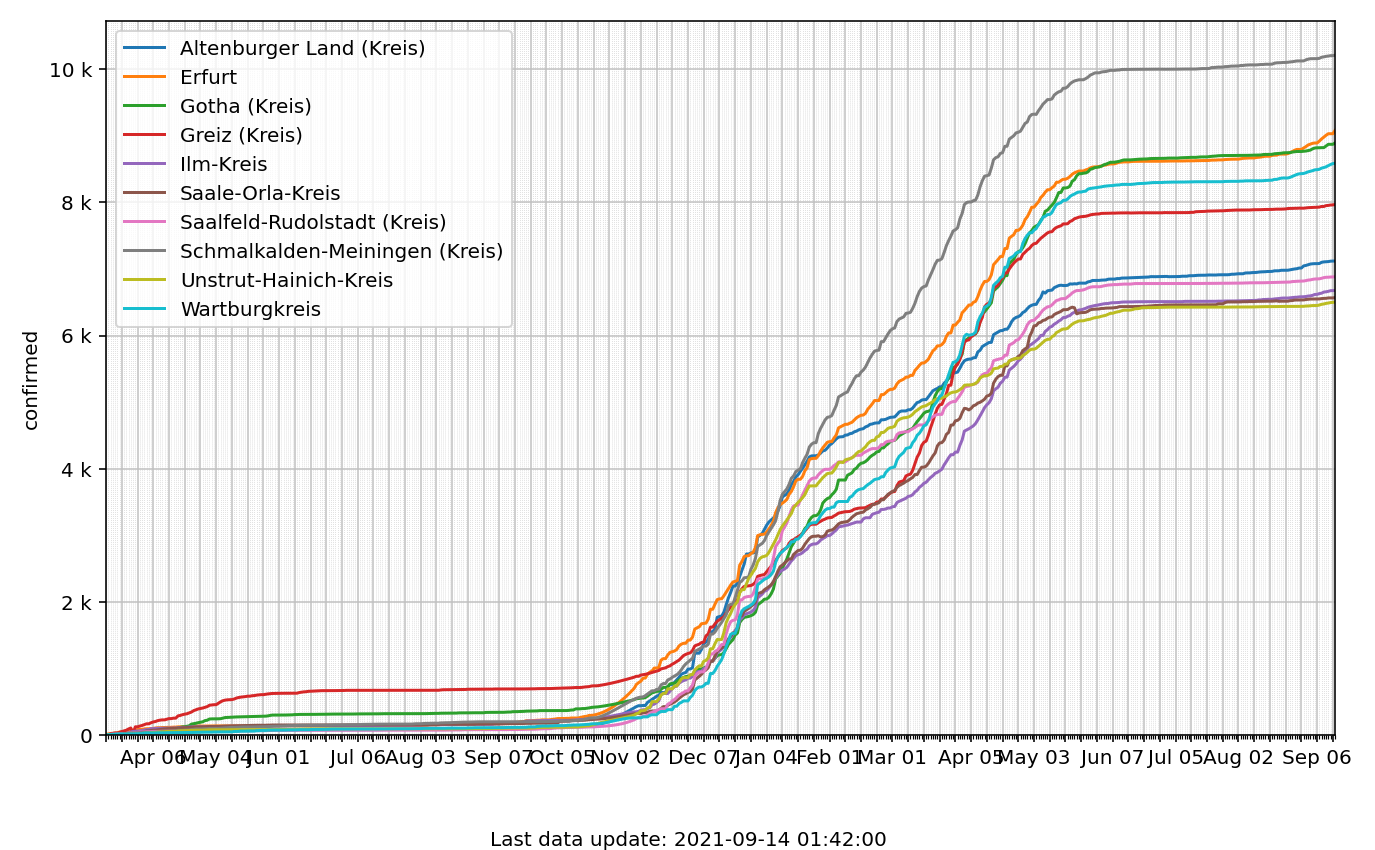 10 k
8 k
6 k
4 k
2 k
0
confirmed
Altenburger Land (Kreis)
Erfurt
Gotha (Kreis)
Greiz (Kreis)
Ilm-Kreis
Saale-Orla-Kreis
Saalfeld-Rudolstadt (Kreis)
Schmalkalden-Meiningen (Kreis)
Unstrut-Hainich-Kreis
Wartburgkreis
Apr 06 May 04 Jun 01 Jul 06 Aug 03 Sep 07 Oct 05 Nov 02 Dec 07 Jan 04 Feb 01 Mar 01 Apr 05 May 03 Jun 07 Jul 05 Aug 02 Sep 06
Last data update: 2021-09-14 01:42:00